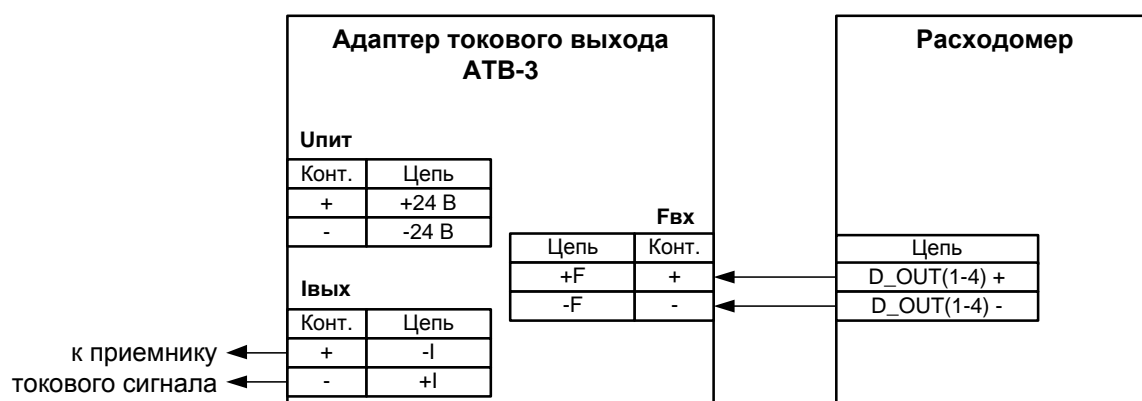 Адаптер токового выхода
АТВ-3
Расходомер
Uпит
Конт. Цепь
+ +24 В
- -24 В
Fвх
Цепь Конт.
+F +
-F -
Цепь
D_OUT(1-4) +
D_OUT(1-4) -
Iвых
Конт. Цепь
+ -I
- +I
к приемнику
токового сигнала